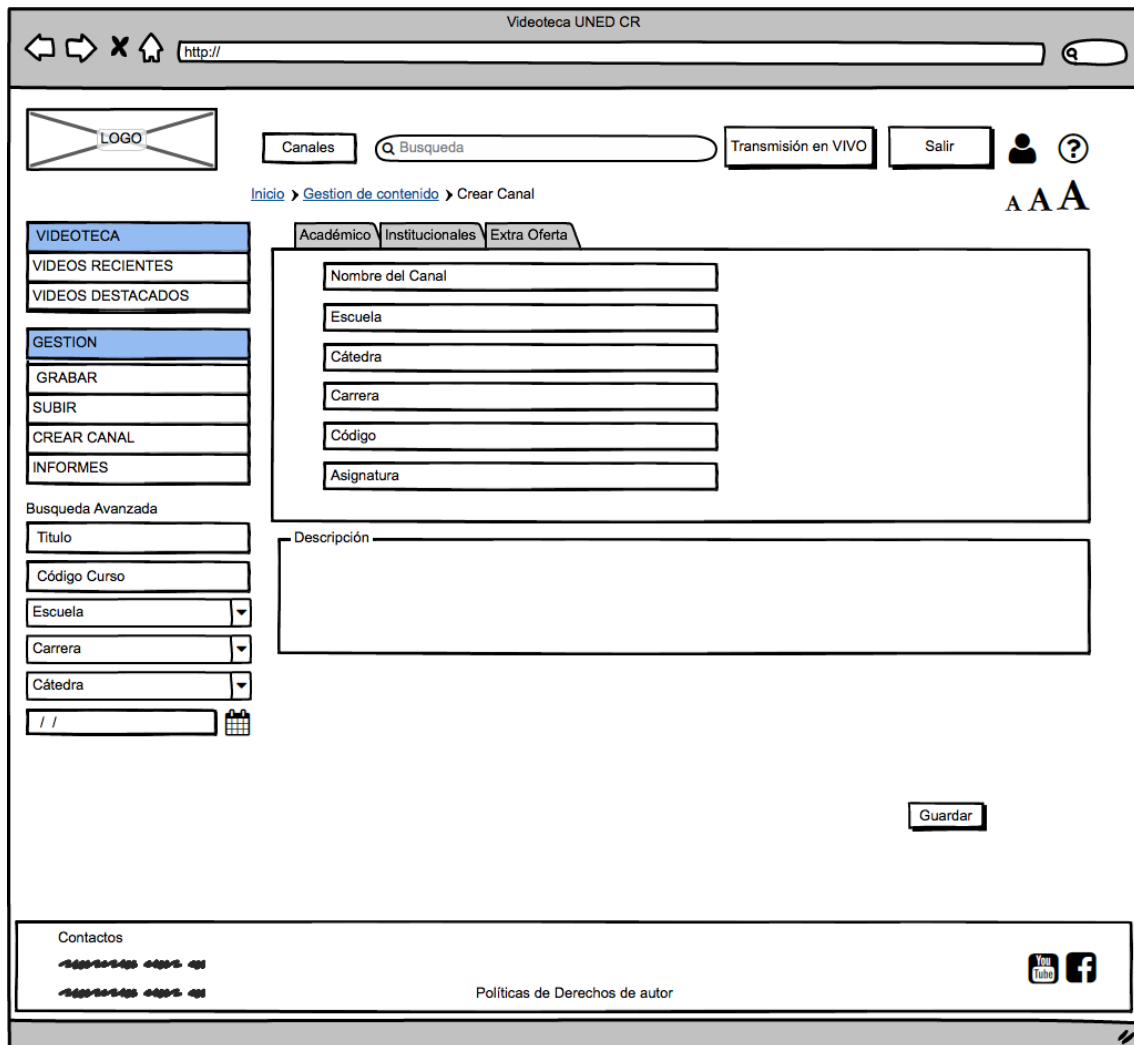 Videoteca UNED CR
http://
LOGO
Canales
Busqueda
Transmisión en VIVO
Salir
?
Inicio > Gestion de contenido > Crear Canal
A A A
VIDEOTECA
VIDEOS RECIENTES
VIDEOS DESTACADOS
GESTION
GRABAR
SUBIR
CREAR CANAL
INFORMES
Busqueda Avanzada
Titulo
Código Curso
Escuela
Carrera
Cátedra
/ /
Académico Institucionales Extra Oferta
Nombre del Canal
Escuela
Cátedra
Carrera
Código
Asignatura
Descripción
Guardar
Contactos
Políticas de Derechos de autor
You
Tube
f